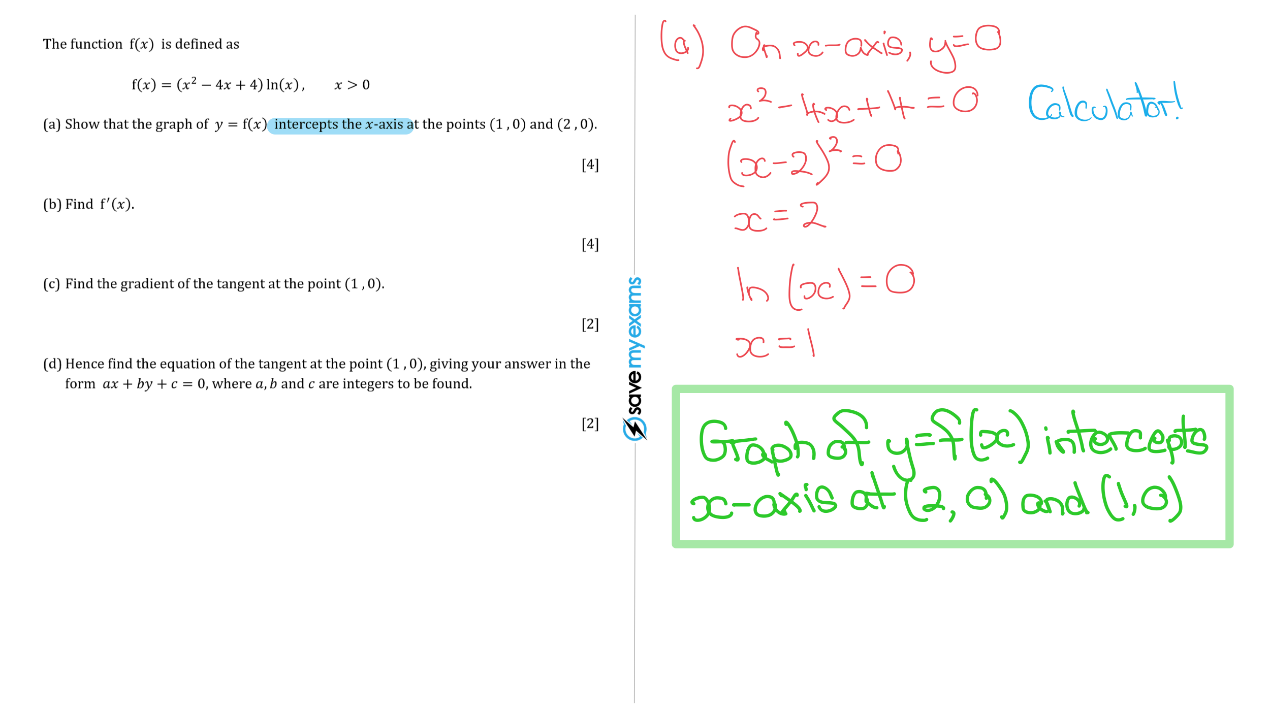 The function f(x) is defined as
f(x) = (x² − 4x + 4) ln(x), x > 0
(a) Show that the graph of y = f(x) intercepts the x-axis at the points (1 , 0) and (2 , 0).
[4]
(b) Find f′(x).
[4]
(c) Find the gradient of the tangent at the point (1 , 0).
[2]
(d) Hence find the equation of the tangent at the point (1 , 0), giving your answer in the
form ax + by + c = 0, where a, b and c are integers to be found.
[2]
save my exams
(a) On x-axis, y=0
x² - 4x + 4 = 0 Calculator!
(x-2)² = 0
x = 2
ln (x) = 0
x = 1
Graph of y=f(x) intercepts
x-axis at (2, 0) and (1,0)